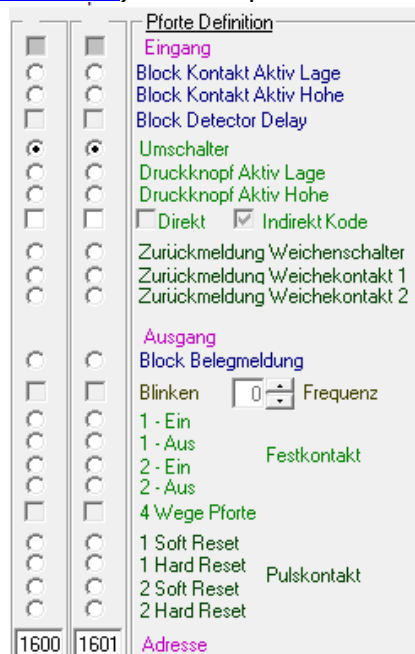 Pforte Definition
Eingang
Block Kontakt Aktiv Lage
Block Kontakt Aktiv Hohe
Block Detector Delay
Umschalter
Druckknopf Aktiv Lage
Druckknopf Aktiv Hohe
Direkt Indirekt Kode
Zurückmeldung Weichenschalter
Zurückmeldung Weichekontakt 1
Zurückmeldung Weichekontakt 2
Ausgang
Block Belegmeldung
Blinken 0 Frequenz
1 - Ein
1 - Aus
Festkontakt
2 - Ein
2 - Aus
4 Wege Pforte
1 Soft Reset
1 Hard Reset
Pulskontakt
2 Soft Reset
2 Hard Reset
1600 1601 Adresse